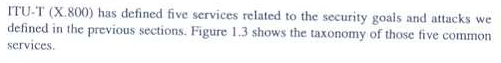 ITU-T (X.800) has defined five services related to the security goals and attacks we
defined in the previous sections. Figure 1.3 shows the taxonomy of those five common
services.